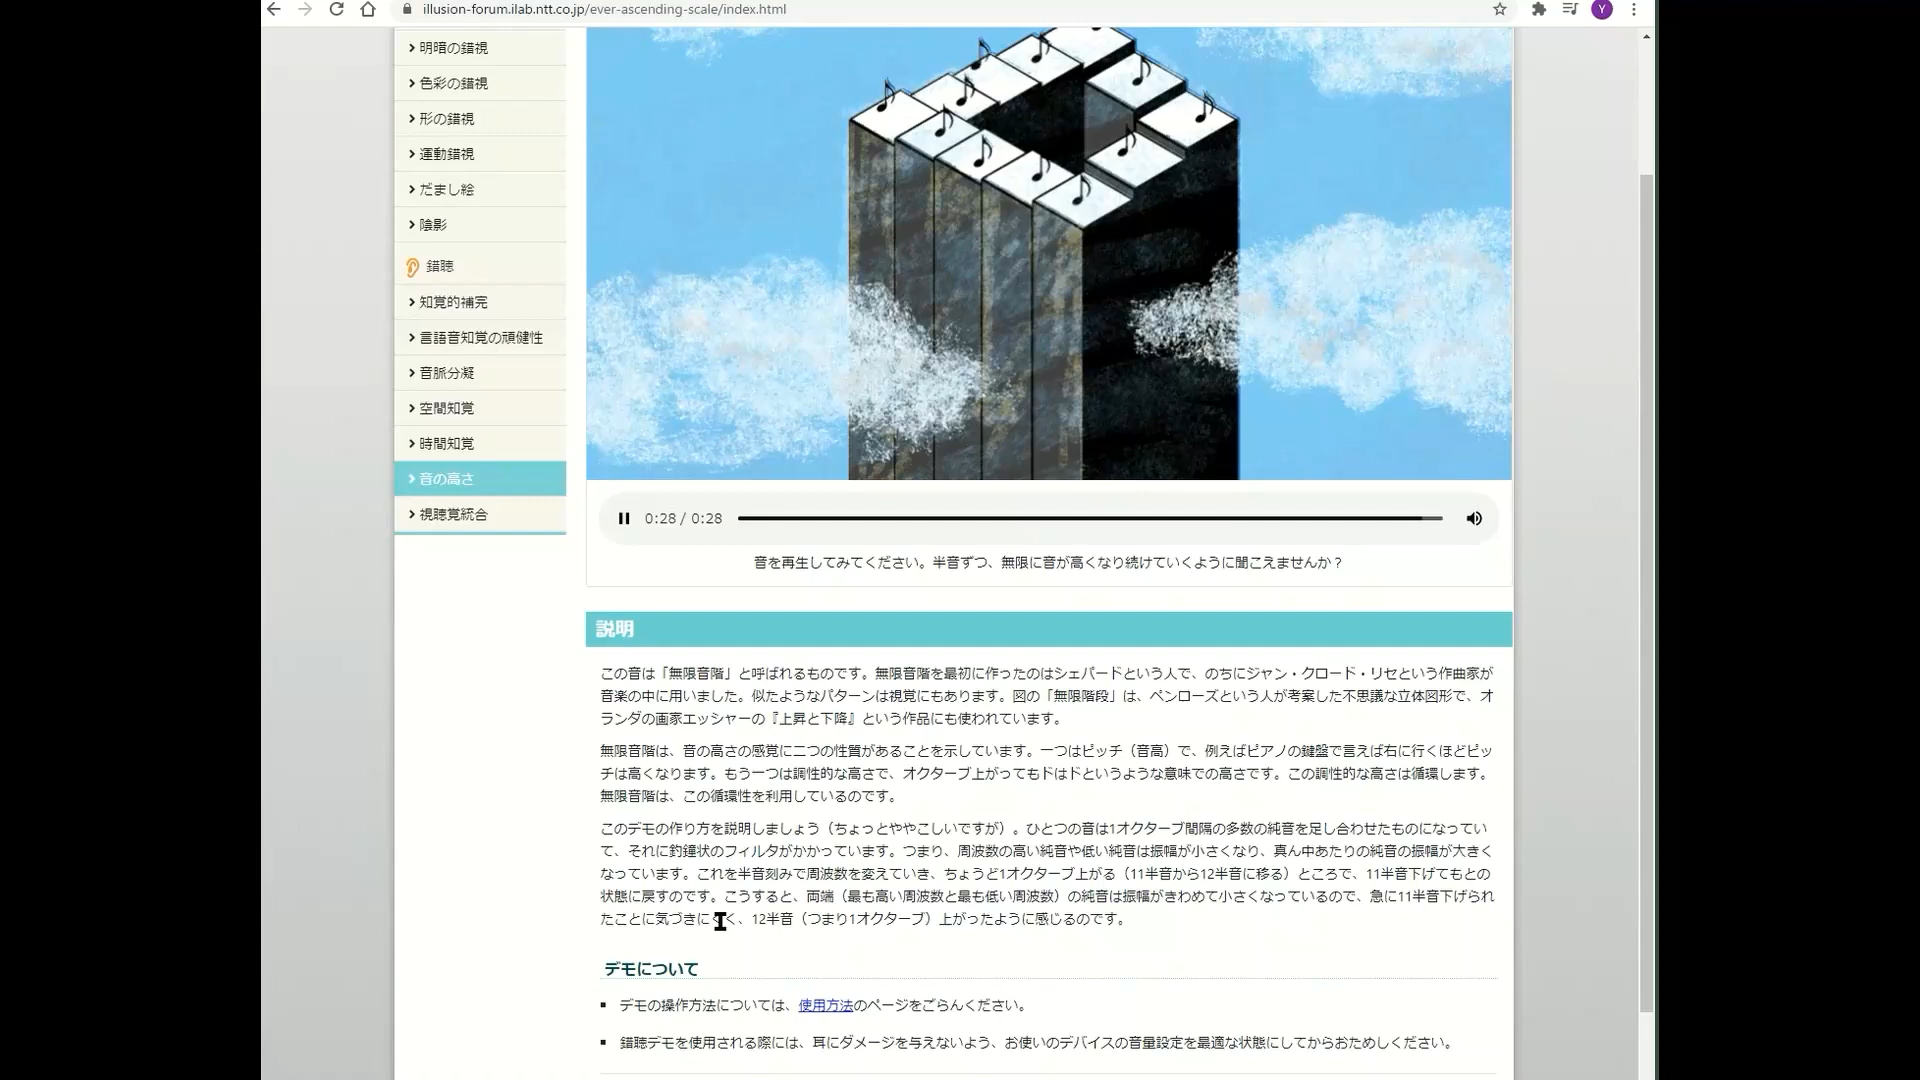 illusion-forum.ilab.ntt.co.jp/ever-ascending-scale/index.html
Y
明暗の錯視
色彩の錯視
形の錯視
運動錯視
だまし絵
陰影
錯聴
知覚的補完
言語音知覚の頑健性
音脈分凝
空間知覚
時間知覚
音の高さ
視聴覚統合
0:28 / 0:28
音を再生してみてください。半音ずつ、無限に音が高くなり続けていくように聞こえませんか？
説明
この音は「無限音階」と呼ばれるものです。無限音階を最初に作ったのはシェパードという人で、のちにジャン・クロード・リセという作曲家が
音楽の中に用いました。似たようなパターンは視覚にもあります。図の「無限階段」は、ペンローズという人が考案した不思議な立体図形で、オ
ランダの画家エッシャーの『上昇と下降』という作品にも使われています。
無限音階は、音の高さの感覚に二つの性質があることを示しています。一つはピッチ（音高）で、例えばピアノの鍵盤で言えば右に行くほどピッ
チは高くなります。もう一つは調性的な高さで、オクターブ上がってもドはドというような意味での高さです。この調性的な高さは循環します。
無限音階は、この循環性を利用しているのです。
このデモの作り方を説明しましょう（ちょっとややこしいですが）。ひとつの音は1オクターブ間隔の多数の純音を足し合わせたものになってい
て、それに釣鐘状のフィルタがかかっています。つまり、周波数の高い純音や低い純音は振幅が小さくなり、真ん中あたりの純音の振幅が大きく
なっています。これを半音刻みで周波数を変えていき、ちょうど1オクターブ上がる（11半音から12半音に移る）ところで、11半音下げてもとの
状態に戻すのです。こうすると、両端（最も高い周波数と最も低い周波数）の純音は振幅がきわめて小さくなっているので、急に11半音下げられ
たことに気づきにくく、12半音（つまり1オクターブ）上がったように感じるのです。
デモについて
デモの操作方法については、使用方法のページをごらんください。
錯聴デモを使用される際には、耳にダメージを与えないよう、お使いのデバイスの音量設定を最適な状態にしてからおためしください。